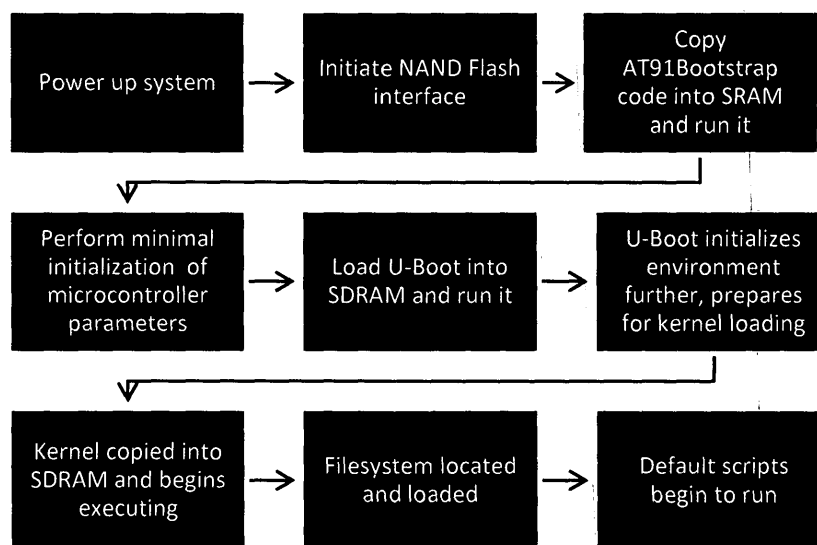 Power up system
Initiate NAND Flash
interface
Copy
AT91Bootstrap
code into SRAM
and run it
Perform minimal
initialization of
microcontroller
parameters
Load U-Boot into
SDRAM and run it
U-Boot initializes
environment
further, prepares
for kernel loading
Kernel copied into
SDRAM and begins
executing
Filesystem located
and loaded
Default scripts
begin to run